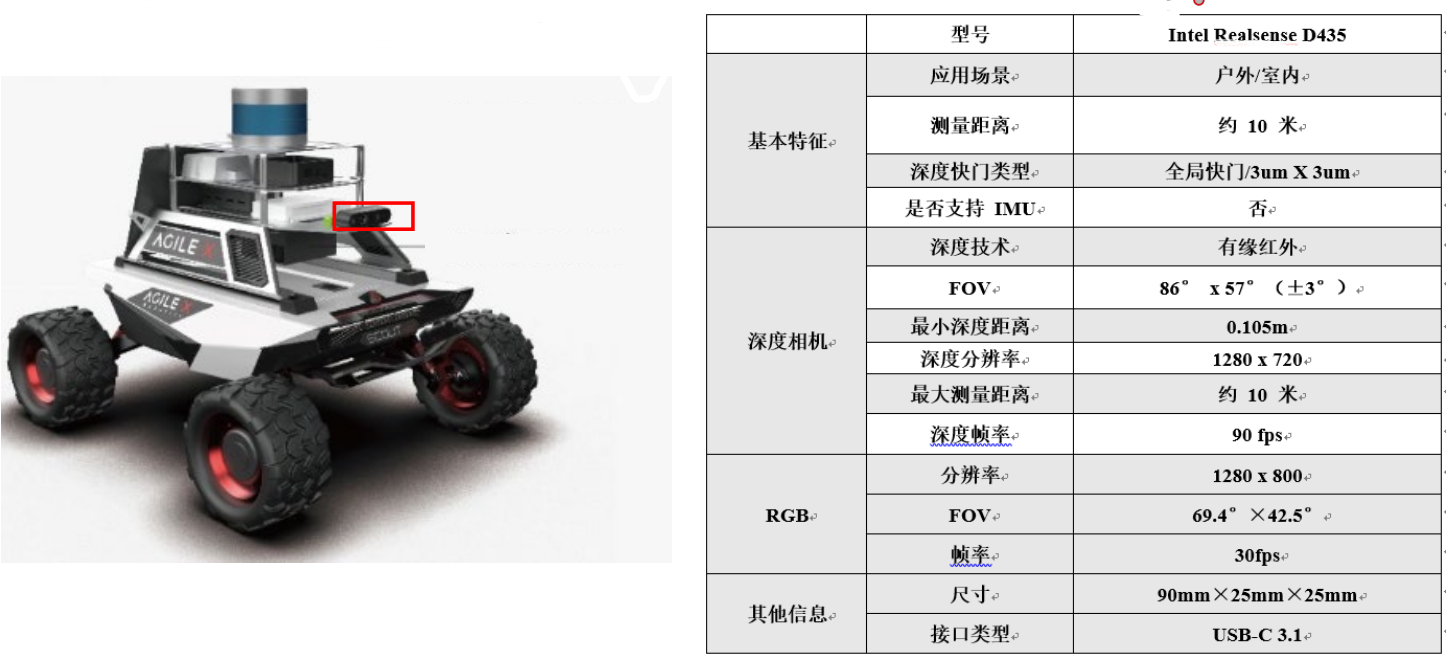 AGILE X
AGILE X
SCOUT
型号 Intel Realsense D435
基本特征
应用场景 户外/室内
测量距离 约 10 米
深度快门类型 全局快门/3um X 3um
是否支持 IMU 否
深度相机
深度技术 有缘红外
FOV 86° x 57° （±3°）
最小深度距离 0.105m
深度分辨率 1280 x 720
最大测量距离 约 10 米
深度帧率 90 fps
RGB
分辨率 1280 x 800
FOV 69.4° ×42.5°
帧率 30fps
其他信息
尺寸 90mm×25mm×25mm
接口类型 USB-C 3.1